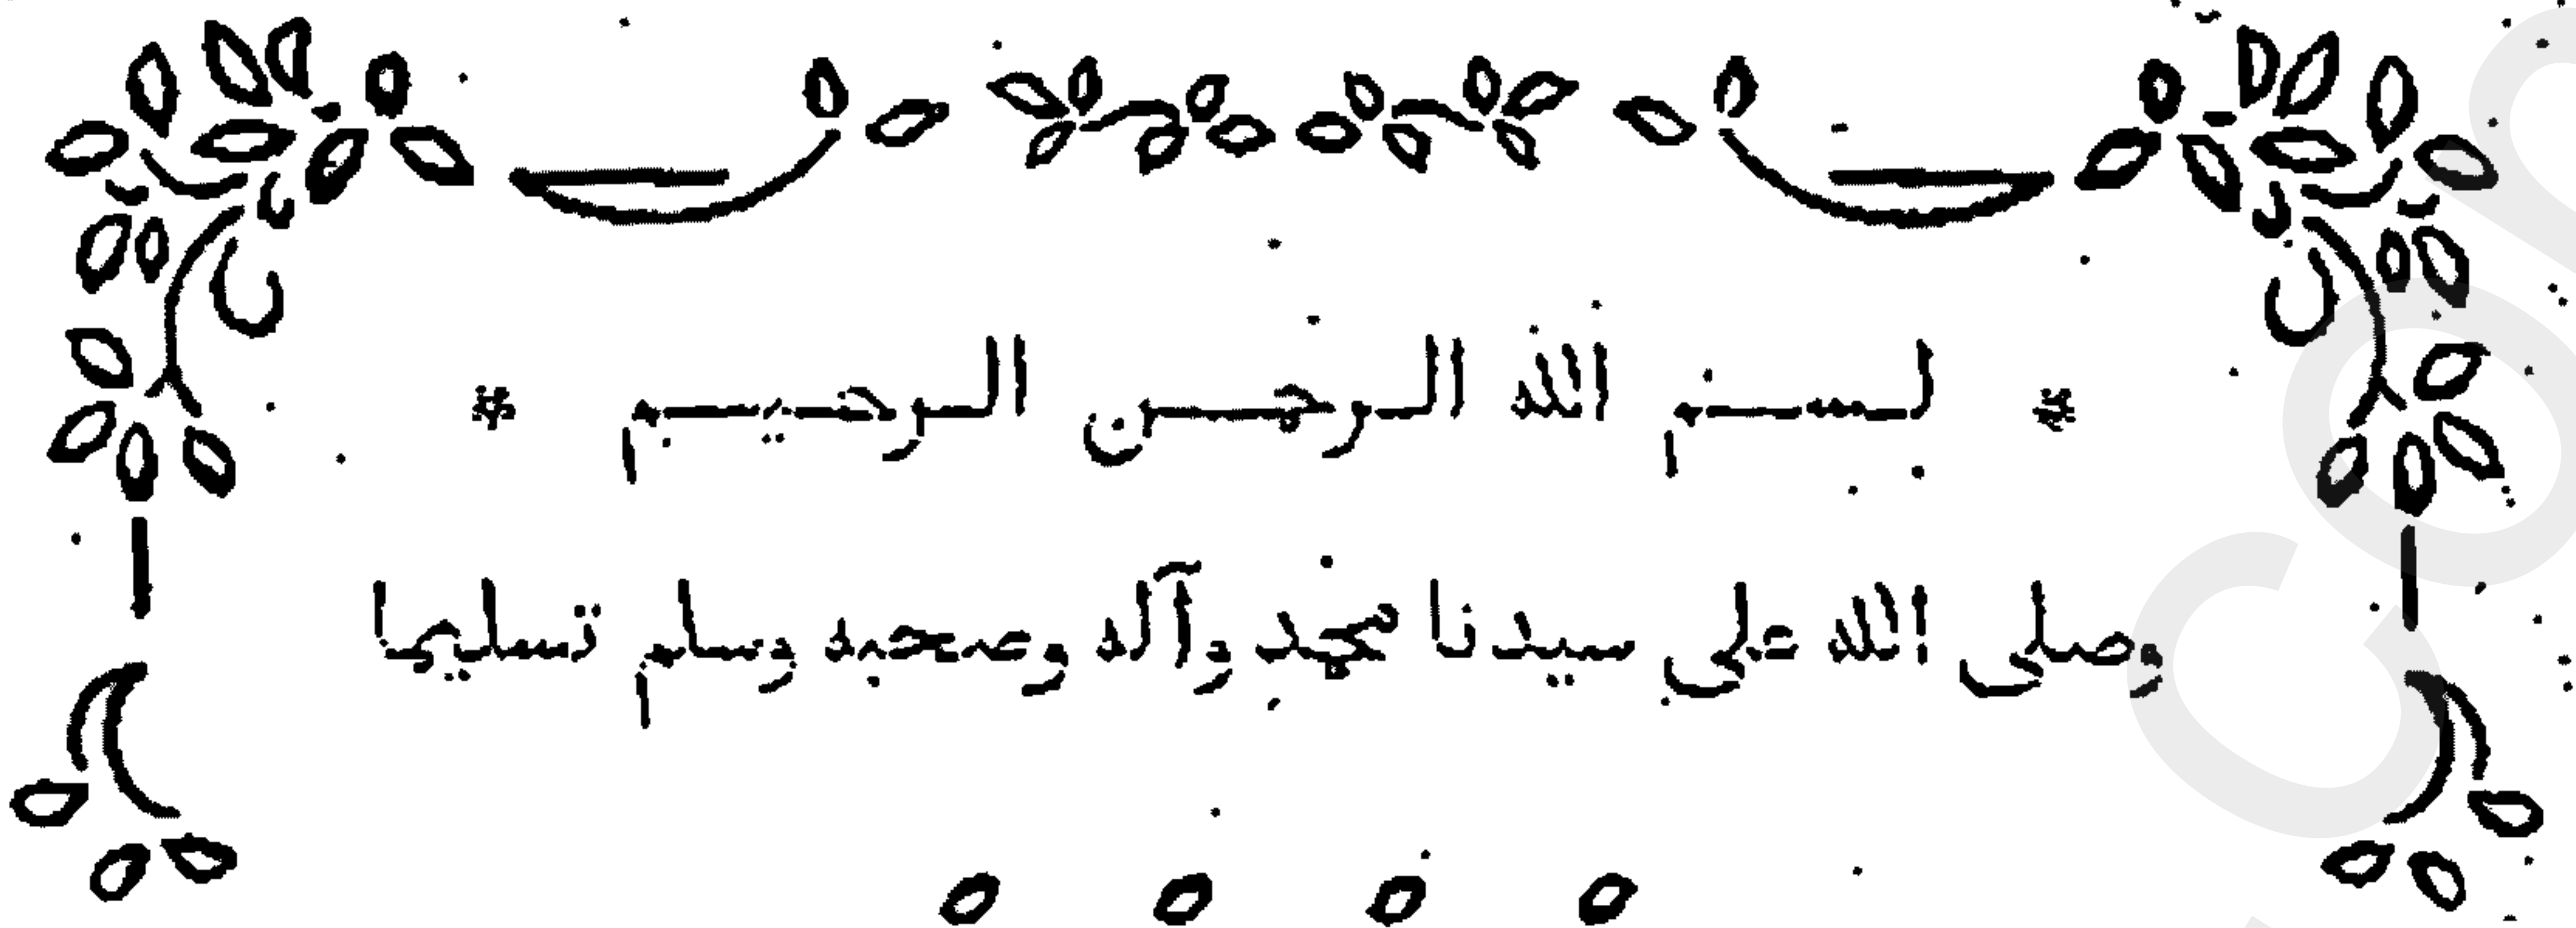 * بسم الله الرحمن الرحيم *
وصلى الله على سيدنا محمد وآله وصحبه وسلم تسليما